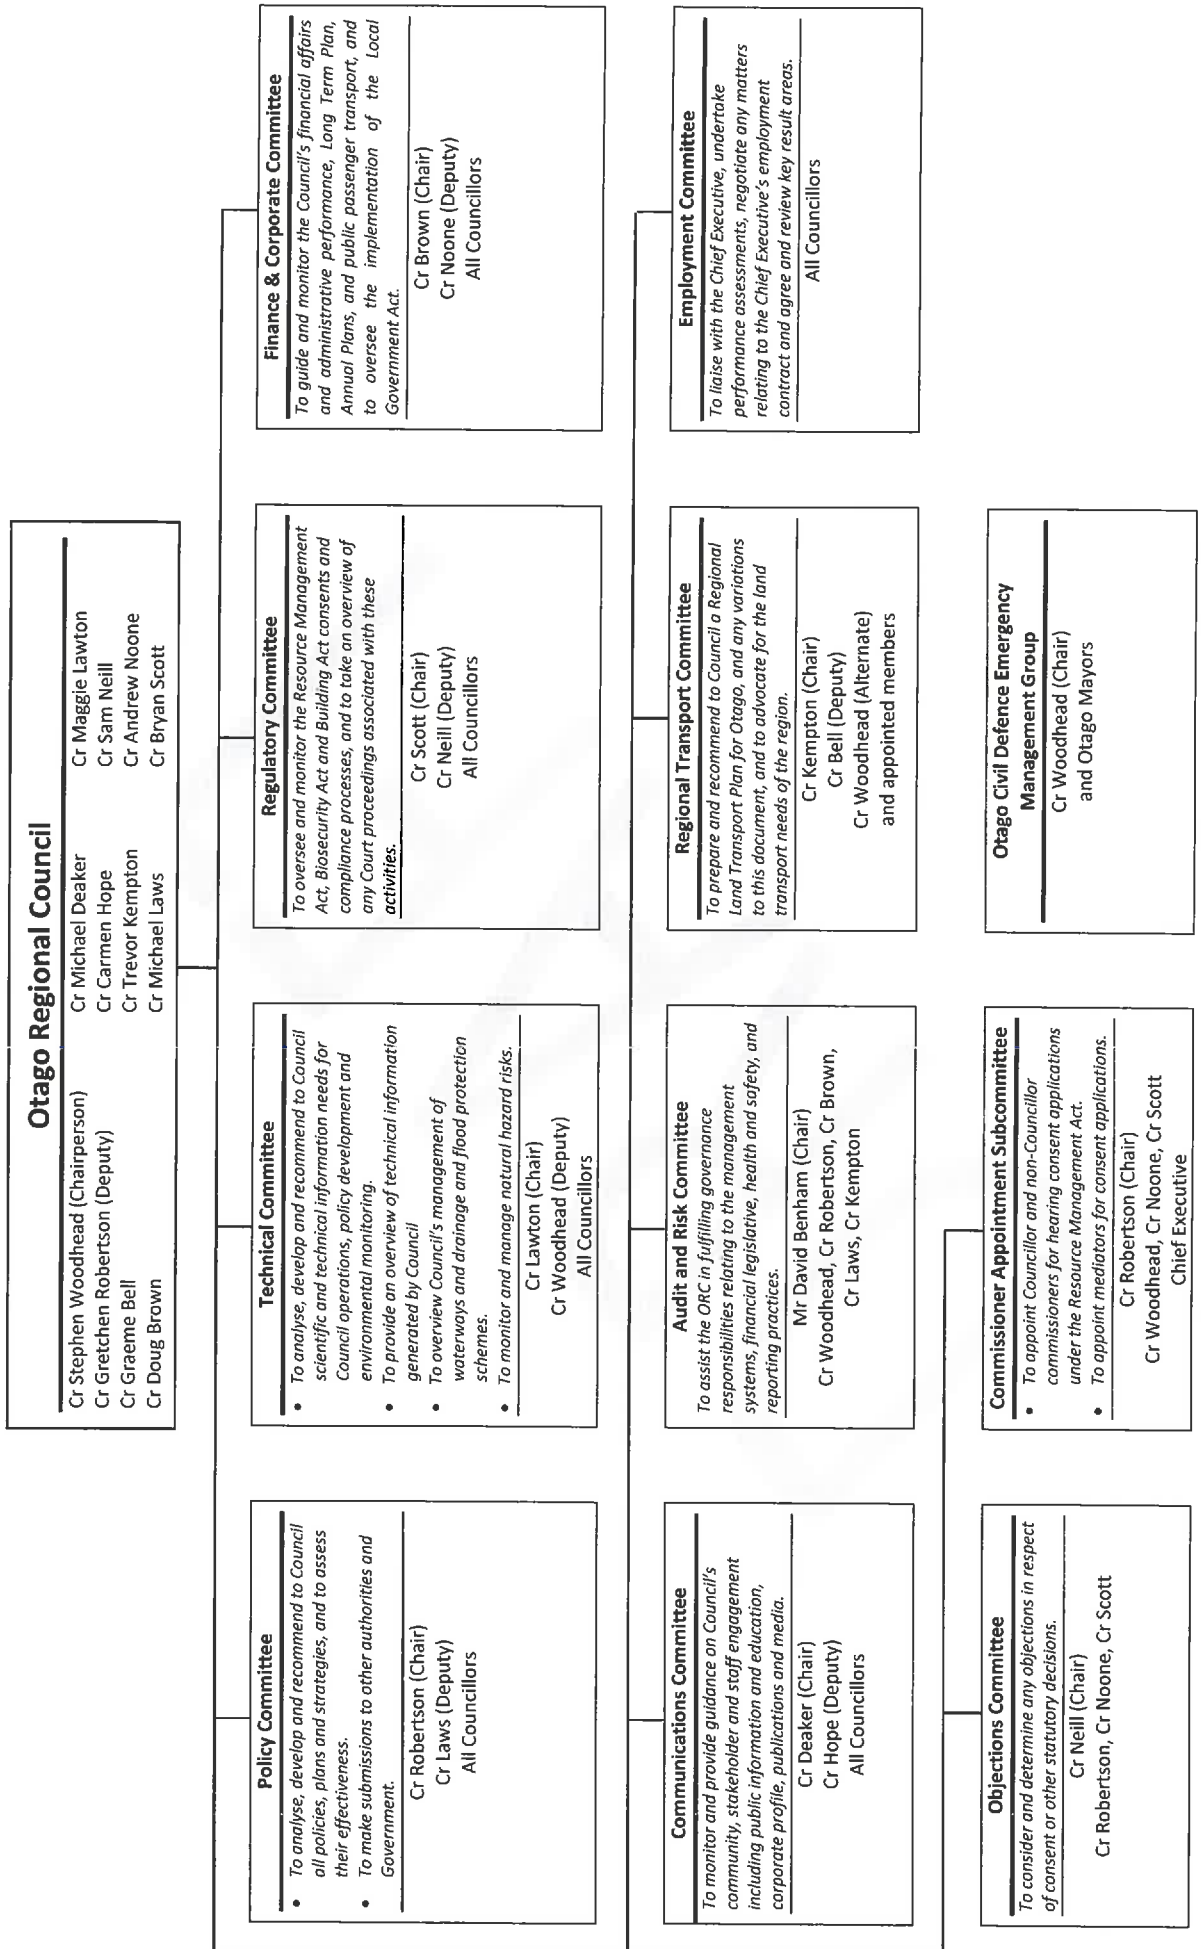 Otago Regional Council
Cr Stephen Woodhead (Chairperson) Cr Michael Deaker Cr Maggie Lawton
Cr Gretchen Robertson (Deputy) Cr Carmen Hope Cr Sam Neill
Cr Graeme Bell Cr Trevor Kempton Cr Andrew Noone
Cr Doug Brown Cr Michael Laws Cr Bryan Scott
Policy Committee
• To analyse, develop and recommend to Council
all policies, plans and strategies, and to assess
their effectiveness.
• To make submissions to other authorities and
Government.
Cr Robertson (Chair)
Cr Laws (Deputy)
All Councillors
Technical Committee
• To analyse, develop and recommend to Council
scientific and technical information needs for
Council operations, policy development and
environmental monitoring.
• To provide an overview of technical information
generated by Council
• To overview Council's management of
waterways and drainage and flood protection
schemes.
• To monitor and manage natural hazard risks.
Cr Lawton (Chair)
Cr Woodhead (Deputy)
All Councillors
Regulatory Committee
To oversee and monitor the Resource Management
Act, Biosecurity Act and Building Act consents and
compliance processes, and to take an overview of
any Court proceedings associated with these
activities.
Cr Scott (Chair)
Cr Neill (Deputy)
All Councillors
Finance & Corporate Committee
To guide and monitor the Council's financial affairs
and administrative performance, Long Term Plan,
Annual Plans, and public passenger transport, and
to oversee the implementation of the Local
Government Act.
Cr Brown (Chair)
Cr Noone (Deputy)
All Councillors
Communications Committee
To monitor and provide guidance on Council's
community, stakeholder and staff engagement
including public information and education,
corporate profile, publications and media.
Cr Deaker (Chair)
Cr Hope (Deputy)
All Councillors
Audit and Risk Committee
To assist the ORC in fulfilling governance
responsibilities relating to the management
systems, financial legislative, health and safety, and
reporting practices.
Mr David Benham (Chair)
Cr Woodhead, Cr Robertson, Cr Brown,
Cr Laws, Cr Kempton
Regional Transport Committee
To prepare and recommend to Council a Regional
Land Transport Plan for Otago, and any variations
to this document, and to advocate for the land
transport needs of the region.
Cr Kempton (Chair)
Cr Bell (Deputy)
Cr Woodhead (Alternate)
and appointed members
Employment Committee
To liaise with the Chief Executive, undertake
performance assessments, negotiate any matters
relating to the Chief Executive's employment
contract and agree and review key result areas.
All Councillors
Objections Committee
To consider and determine any objections in respect
of consent or other statutory decisions.
Cr Neill (Chair)
Cr Robertson, Cr Noone, Cr Scott
Commissioner Appointment Subcommittee
• To appoint Councillor and non-Councillor
commissioners for hearing consent applications
under the Resource Management Act.
• To appoint mediators for consent applications.
Cr Robertson (Chair)
Cr Woodhead, Cr Noone, Cr Scott
Chief Executive
Otago Civil Defence Emergency
Management Group
Cr Woodhead (Chair)
and Otago Mayors